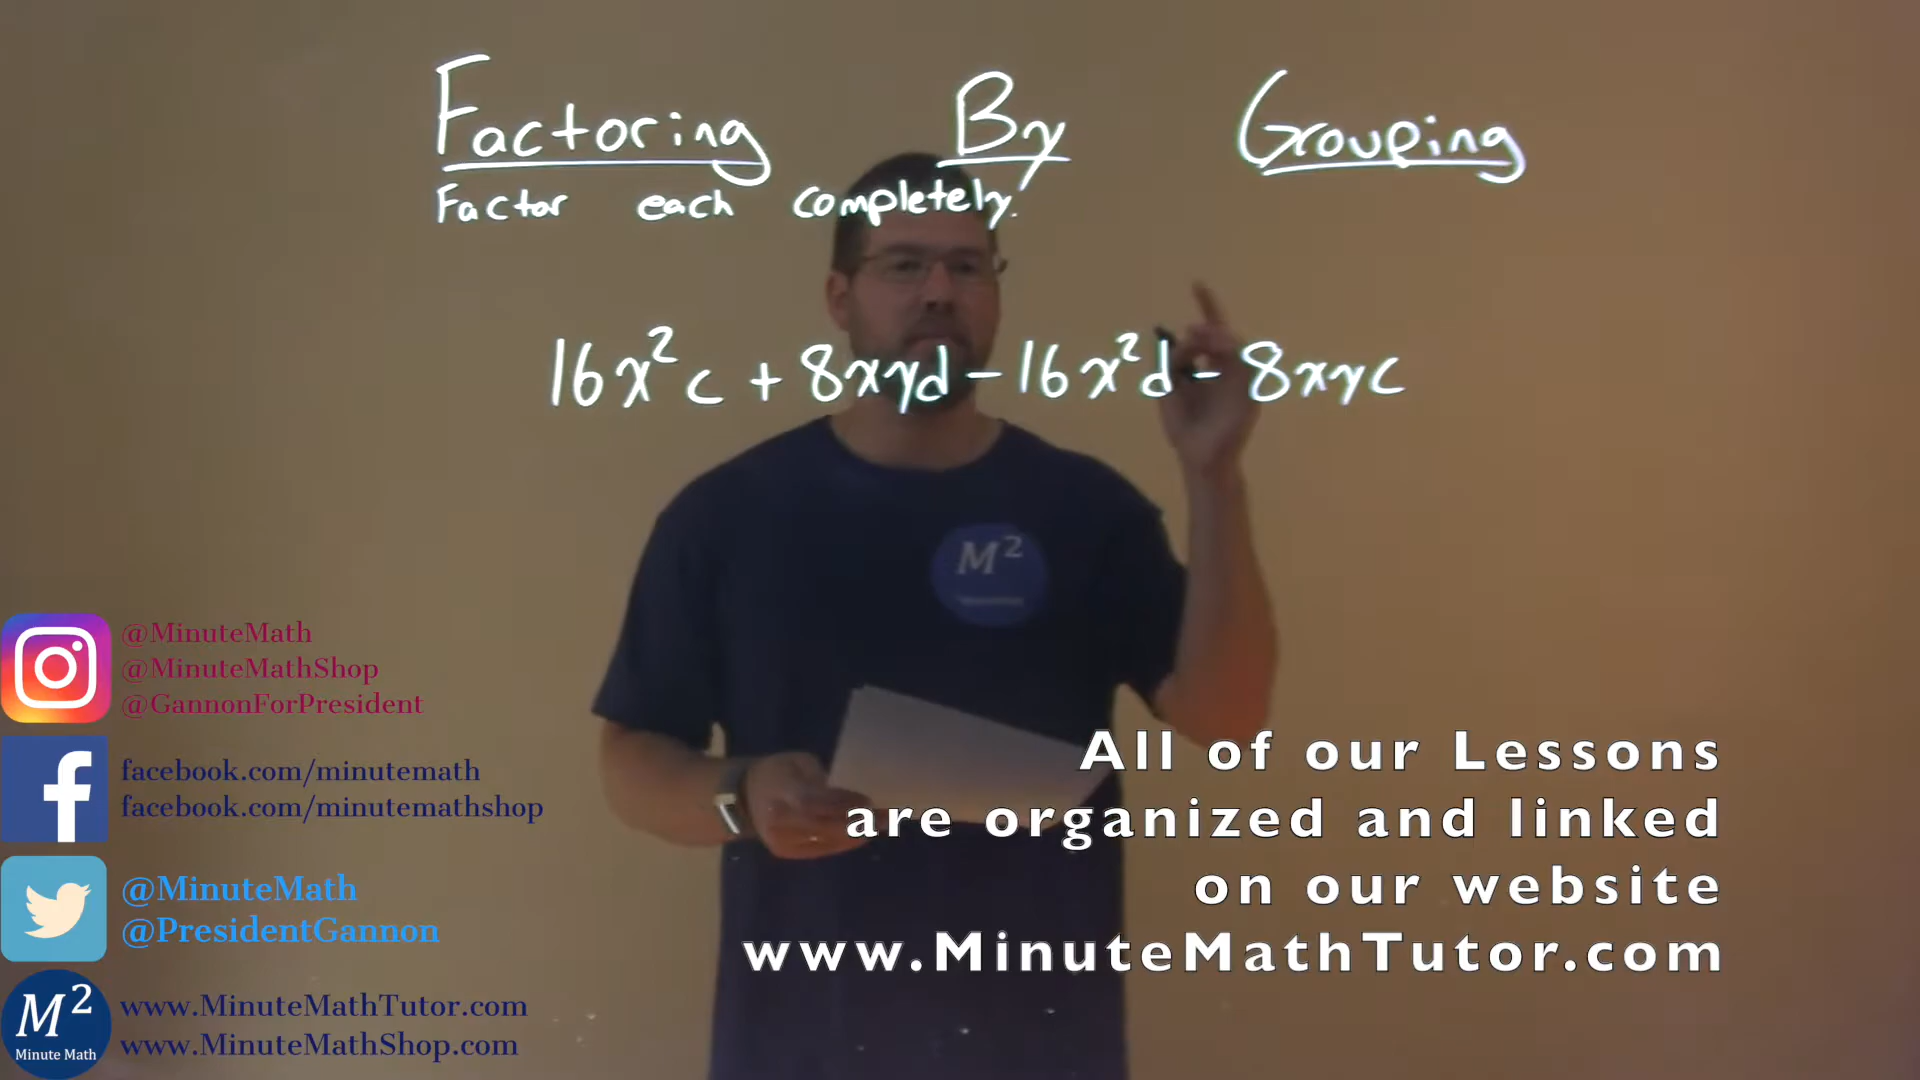 Factoring By Grouping
Factor each completely.
16x²c + 8xyd - 16x²d - 8xyc
M²
@MinuteMath
@MinuteMathShop
@GannonForPresident
facebook.com/minutemath
facebook.com/minutemathshop
@MinuteMath
@PresidentGannon
M²
Minute Math
www.MinuteMathTutor.com
www.MinuteMathShop.com
All of our Lessons
are organized and linked
on our website
www.MinuteMathTutor.com